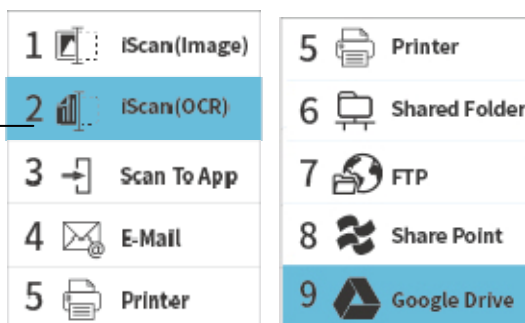 1 iScan(Image)
2 iScan(OCR)
3 Scan To App
4 E-Mail
5 Printer
5 Printer
6 Shared Folder
7 FTP
8 Share Point
9 Google Drive